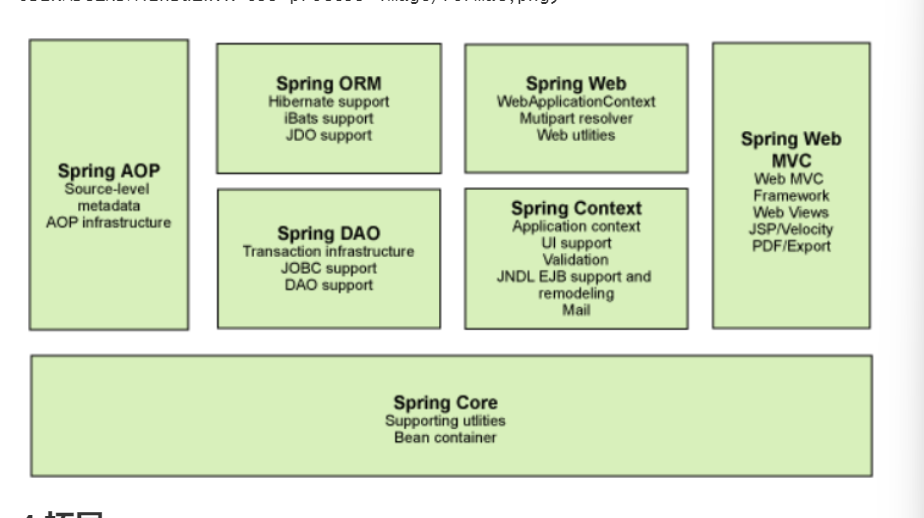 Spring AOP
Source-level
metadata
AOP infrastructure
Spring ORM
Hibernate support
iBats support
JDO support
Spring DAO
Transaction infrastructure
JOBC support
DAO support
Spring Web
WebApplicationContext
Mutipart resolver
Web utlities
Spring Context
Application context
UI support
Validation
JNDL EJB support and
remodeling
Mail
Spring Web
MVC
Web MVC
Framework
Web Views
JSP/Velocity
PDF/Export
Spring Core
Supporting utlities
Bean container